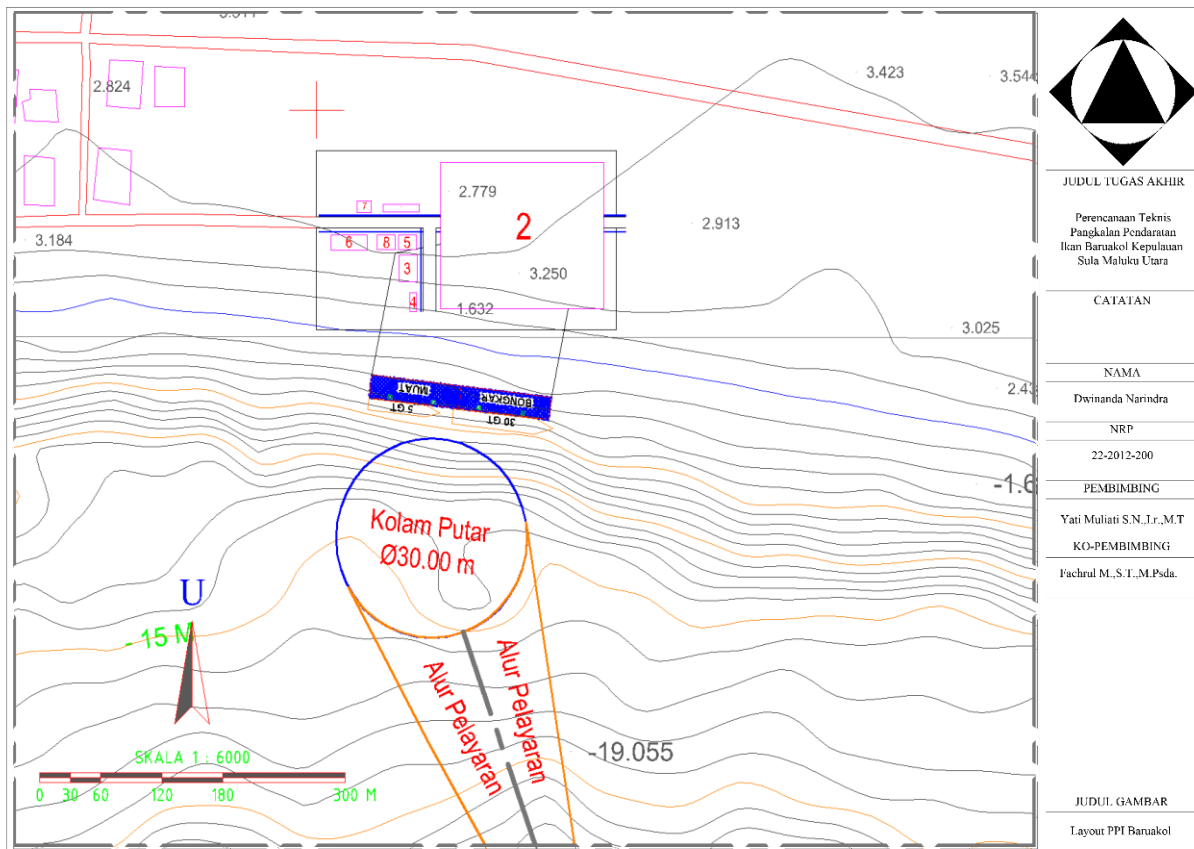 2.824
3.423
3.544
2.779
7
2
2.913
3.184
6
8
5
3
3.250
4
1.632
3.025
2.43
MUAT
BONGKAR
5 GT
30 GT
-1.6
Kolam Putar
Ø30.00 m
U
- 15 M
Alur Pelayaran
Alur Pelayaran
-19.055
SKALA 1 : 6000
0 30 60 120 180 300 M
JUDUL TUGAS AKHIR
Perencanaan Teknis
Pangkalan Pendaratan
Ikan Baruakol Kepulauan
Sula Maluku Utara
CATATAN
NAMA
Dwinanda Narindra
NRP
22-2012-200
PEMBIMBING
Yati Muliati S.N.,I.r.,M.T
KO-PEMBIMBING
Fachrul M.,S.T.,M.Psda.
JUDUL GAMBAR
Layout PPI Baruakol